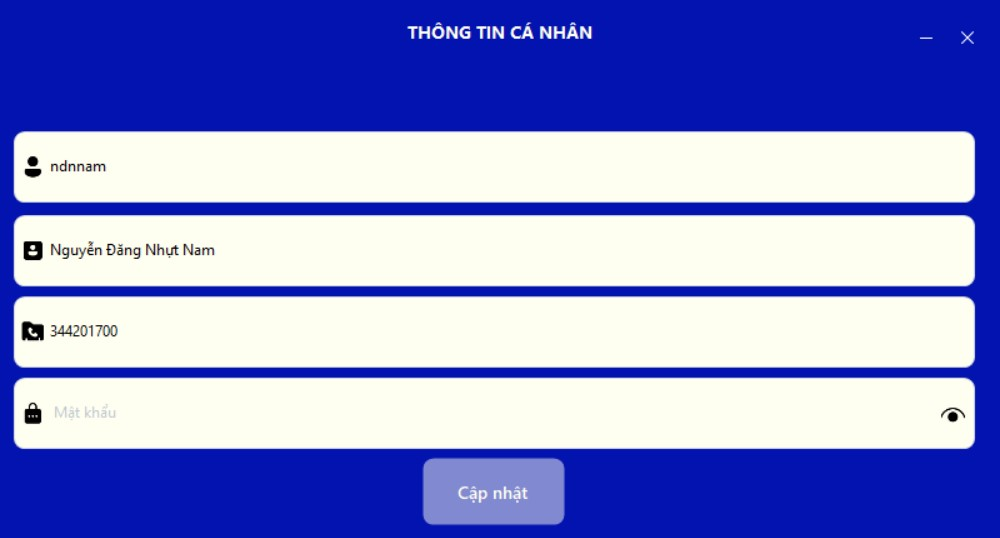 THÔNG TIN CÁ NHÂN
ndnnam
Nguyễn Đăng Nhựt Nam
344201700
Mật khẩu
Cập nhật